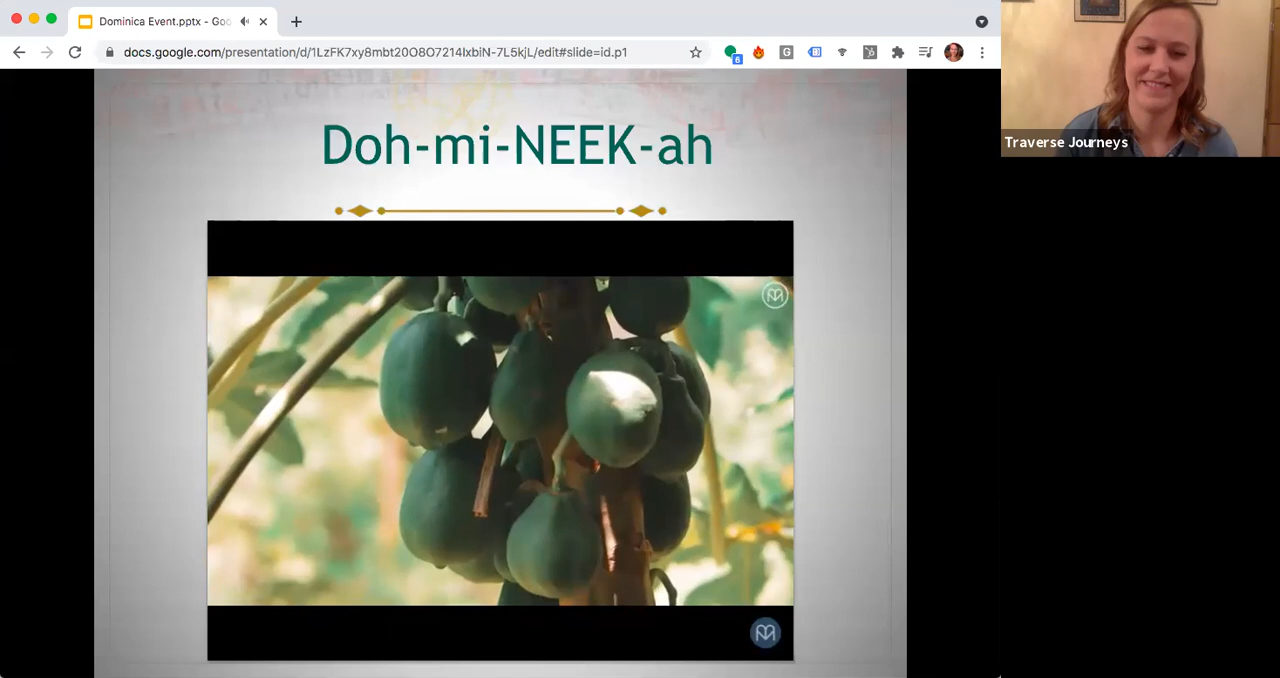 Dominica Event.pptx - Goo
docs.google.com/presentation/d/1LzFK7xy8mbt20O8O7214IxbiN-7L5kjL/edit#slide=id.p1
6
G
Doh-mi-NEEK-ah
Traverse Journeys